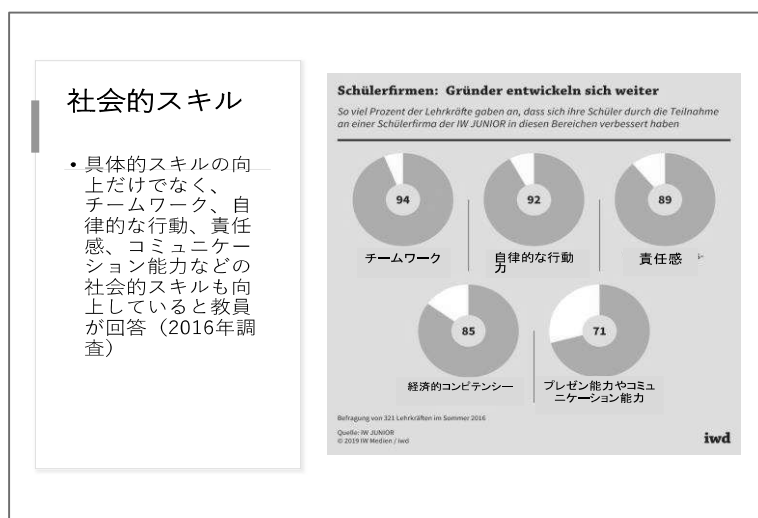 社会的スキル
• 具体的スキルの向
上だけでなく、
チームワーク、自
律的な行動、責任
感、コミュニケー
ション能力などの
社会的スキルも向
上していると教員
が回答（2016年調
査）
Schülerfirmen: Gründer entwickeln sich weiter
So viel Prozent der Lehrkräfte gaben an, dass sich ihre Schüler durch die Teilnahme
an einer Schülerfirma der IW JUNIOR in diesen Bereichen verbessert haben
94
チームワーク
92
自律的な行動
力
89
責任感
85
経済的コンピテンシー
71
プレゼン能力やコミュ
ニケーション能力
Befragung von 321 Lehrkräften im Sommer 2016
Quelle: IW JUNIOR
© 2019 IW Medien / iwd
iwd